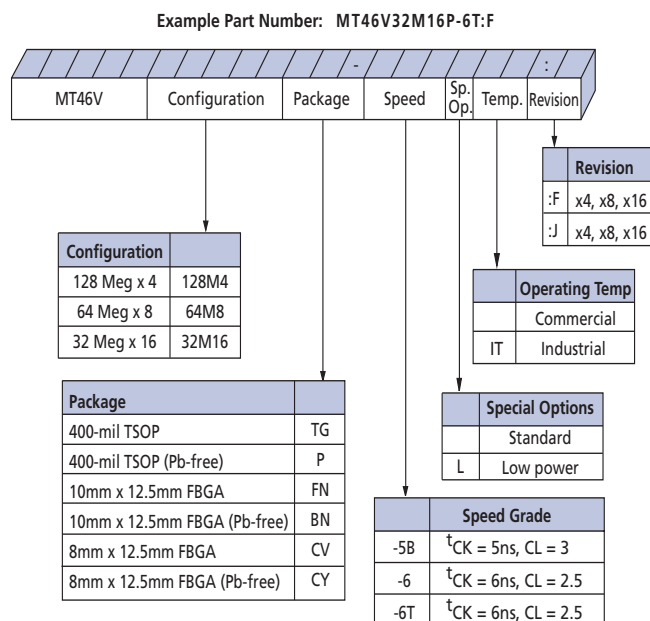 Example Part Number: MT46V32M16P-6T:F
- :
MT46V Configuration Package Speed Sp. Op. Temp. Revision
Revision
:F x4, x8, x16
:J x4, x8, x16
Configuration
128 Meg x 4 128M4
64 Meg x 8 64M8
32 Meg x 16 32M16
Operating Temp
Commercial
IT Industrial
Package
400-mil TSOP TG
400-mil TSOP (Pb-free) P
10mm x 12.5mm FBGA FN
10mm x 12.5mm FBGA (Pb-free) BN
8mm x 12.5mm FBGA CV
8mm x 12.5mm FBGA (Pb-free) CY
Special Options
Standard
L Low power
Speed Grade
-5B tCK = 5ns, CL = 3
-6 tCK = 6ns, CL = 2.5
-6T tCK = 6ns, CL = 2.5